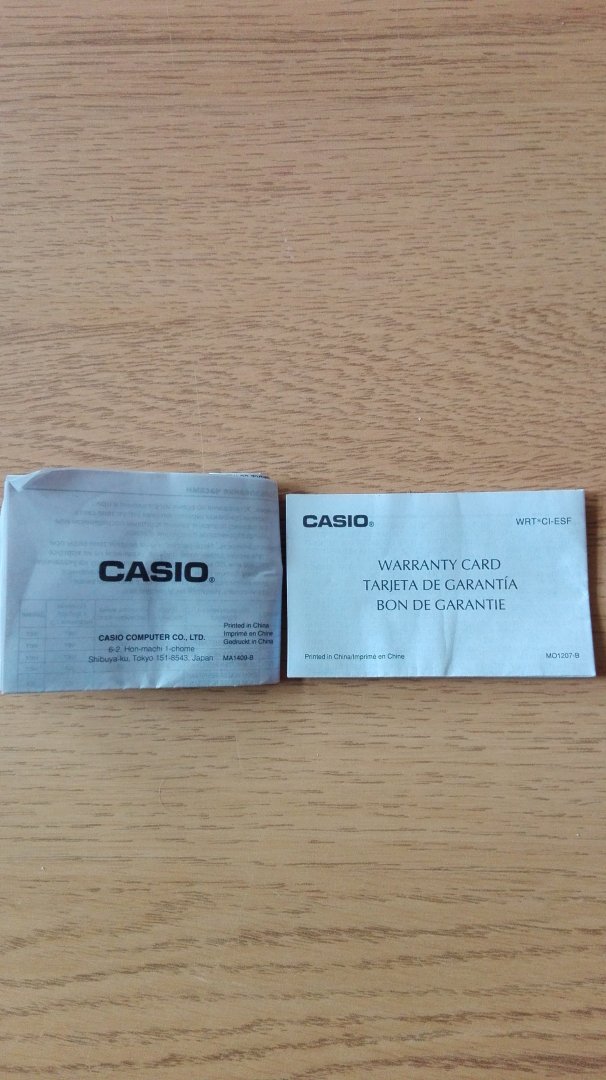 CASIO®
CASIO COMPUTER CO., LTD.
6-2, Hon-machi 1-chome
Shibuya-ku, Tokyo 151-8543, Japan
Printed in China
Imprimé en Chine
Gedruckt in China
MA1409-B
CASIO®
WRT*CI-ESF
WARRANTY CARD
TARJETA DE GARANTÍA
BON DE GARANTIE
Printed in China/Imprimé en Chine
MO1207-B